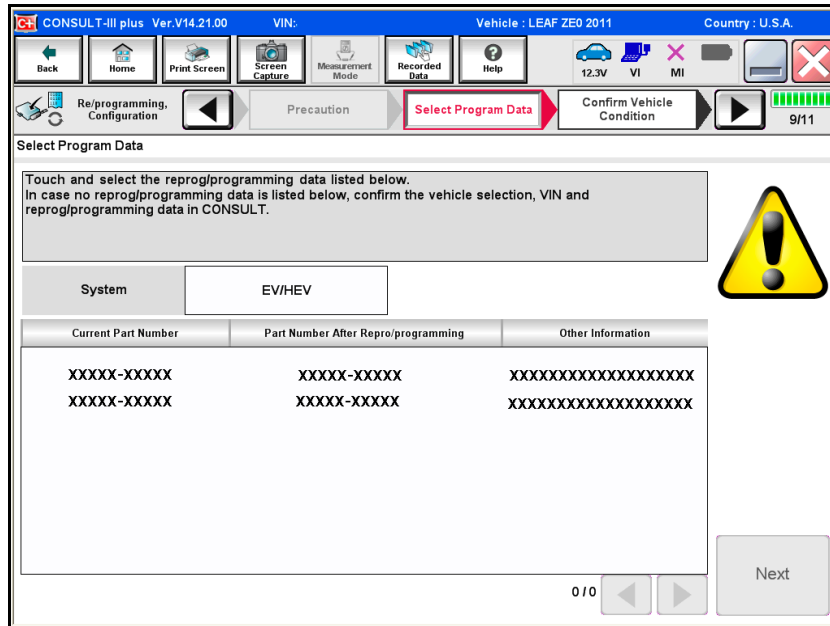 CONSULT-III plus Ver.V14.21.00 VIN:- Vehicle : LEAF ZE0 2011 Country : U.S.A.
Back Home Print Screen Screen Capture Measurement Mode Recorded Data Help 12.3V VI MI
Re/programming, Configuration Precaution Select Program Data Confirm Vehicle Condition 9/11
Select Program Data
Touch and select the reprog/programming data listed below.
In case no reprog/programming data is listed below, confirm the vehicle selection, VIN and
reprog/programming data in CONSULT.
System EV/HEV
Current Part Number Part Number After Repro/programming Other Information
XXXXX-XXXXX XXXXX-XXXXX XXXXXXXXXXXXXXXXXXX
XXXXX-XXXXX XXXXX-XXXXX XXXXXXXXXXXXXXXXXXX
Next
0/0